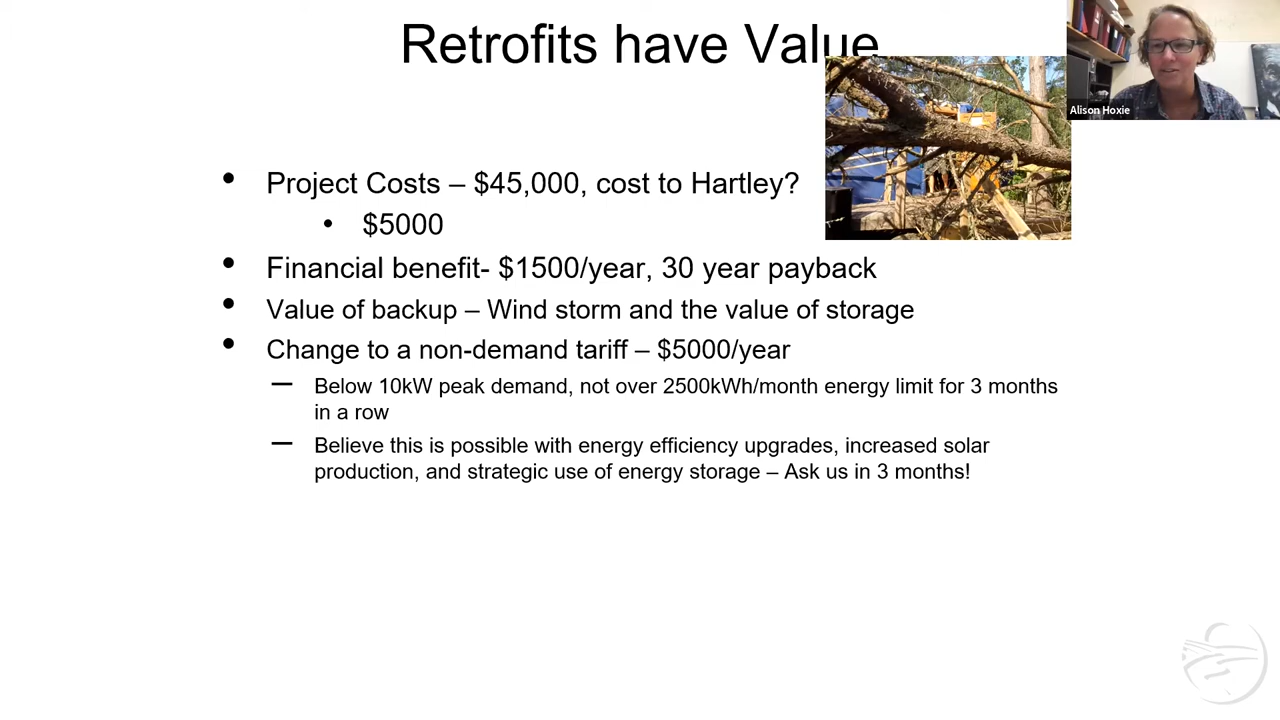 Retrofits have Value
Alison Hoxie
• Project Costs – $45,000, cost to Hartley?
• $5000
• Financial benefit- $1500/year, 30 year payback
• Value of backup – Wind storm and the value of storage
• Change to a non-demand tariff – $5000/year
– Below 10kW peak demand, not over 2500kWh/month energy limit for 3 months
in a row
– Believe this is possible with energy efficiency upgrades, increased solar
production, and strategic use of energy storage – Ask us in 3 months!